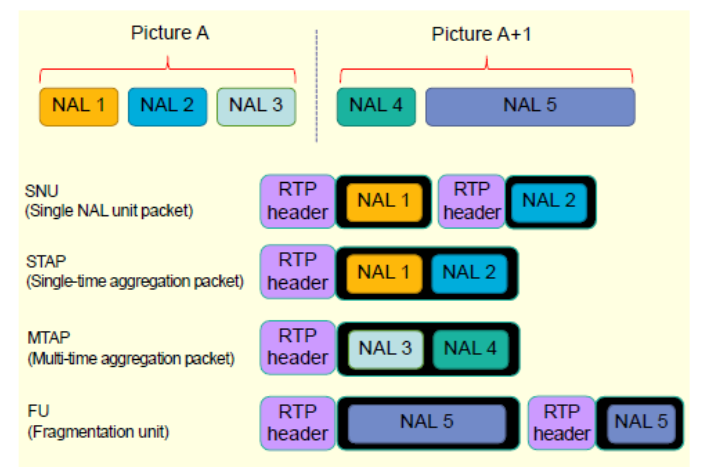 Picture A
Picture A+1
NAL 1
NAL 2
NAL 3
NAL 4
NAL 5
SNU
(Single NAL unit packet)
RTP
header
NAL 1
RTP
header
NAL 2
STAP
(Single-time aggregation packet)
RTP
header
NAL 1
NAL 2
MTAP
(Multi-time aggregation packet)
RTP
header
NAL 3
NAL 4
FU
(Fragmentation unit)
RTP
header
NAL 5
RTP
header
NAL 5